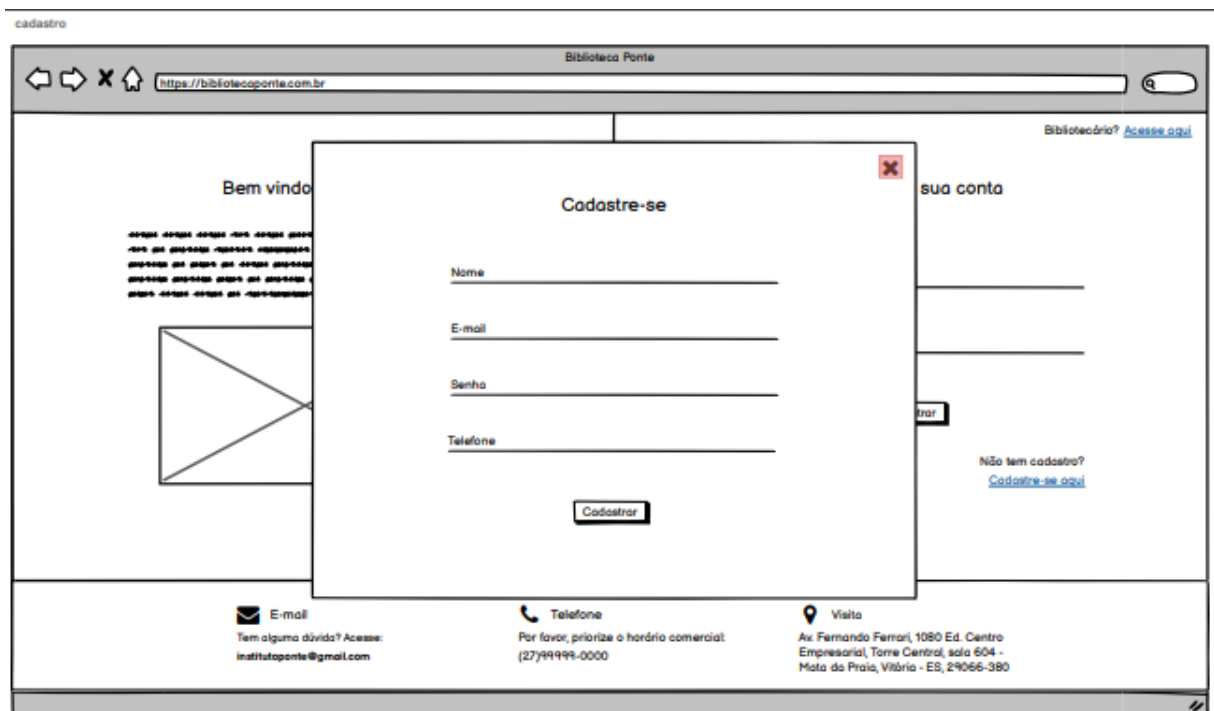 cadastro
Biblioteca Ponte
https://bibliotecaponte.com.br
Bibliotecário? Acesse aqui
Bem vindo
sua conta
Cadastre-se
Nome
E-mail
Senha
Telefone
Cadastrar
trar
Não tem cadastro?
Cadastre-se aqui
E-mail
Tem alguma dúvida? Acesse:
institutoponte@gmail.com
Telefone
Por favor, priorize o horário comercial:
(27)99999-0000
Visita
Av. Fernando Ferrari, 1080 Ed. Centro
Empresarial, Torre Central, sala 604 -
Mata da Praia, Vitória - ES, 29066-380